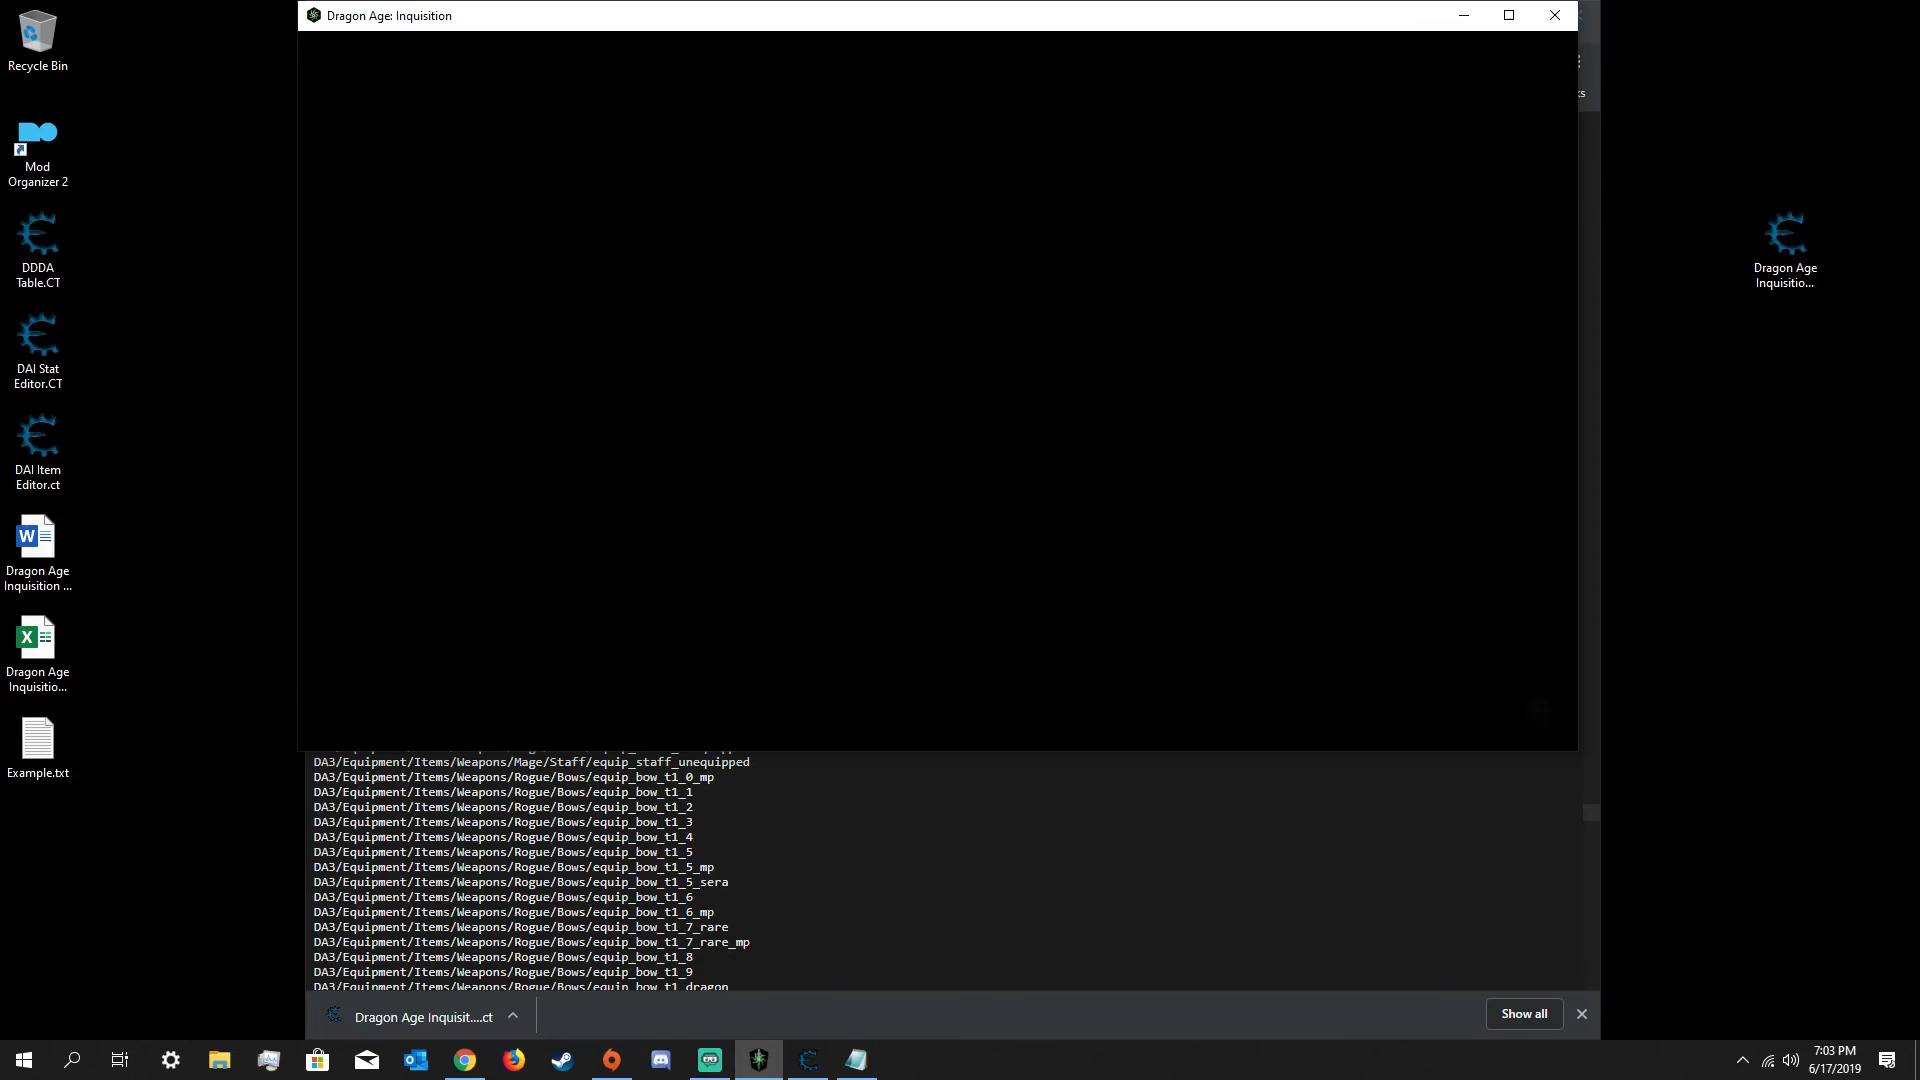 Dragon Age: Inquisition
Recycle Bin
Mod
Organizer 2
DDDA
Table.CT
DAI Stat
Editor.CT
DAI Item
Editor.ct
Dragon Age
Inquisition ...
Dragon Age
Inquisitio...
Example.txt
Dragon Age
Inquisitio...
DA3/Equipment/Items/Weapons/Mage/Staff/equip_staff_unequipped
DA3/Equipment/Items/Weapons/Rogue/Bows/equip_bow_t1_0_mp
DA3/Equipment/Items/Weapons/Rogue/Bows/equip_bow_t1_1
DA3/Equipment/Items/Weapons/Rogue/Bows/equip_bow_t1_2
DA3/Equipment/Items/Weapons/Rogue/Bows/equip_bow_t1_3
DA3/Equipment/Items/Weapons/Rogue/Bows/equip_bow_t1_4
DA3/Equipment/Items/Weapons/Rogue/Bows/equip_bow_t1_5
DA3/Equipment/Items/Weapons/Rogue/Bows/equip_bow_t1_5_mp
DA3/Equipment/Items/Weapons/Rogue/Bows/equip_bow_t1_5_sera
DA3/Equipment/Items/Weapons/Rogue/Bows/equip_bow_t1_6
DA3/Equipment/Items/Weapons/Rogue/Bows/equip_bow_t1_6_mp
DA3/Equipment/Items/Weapons/Rogue/Bows/equip_bow_t1_7_rare
DA3/Equipment/Items/Weapons/Rogue/Bows/equip_bow_t1_7_rare_mp
DA3/Equipment/Items/Weapons/Rogue/Bows/equip_bow_t1_8
DA3/Equipment/Items/Weapons/Rogue/Bows/equip_bow_t1_9
DA3/Equipment/Items/Weapons/Rogue/Bows/equip_bow_t1_dragon
Dragon Age Inquisit....ct
Show all
7:03 PM
6/17/2019